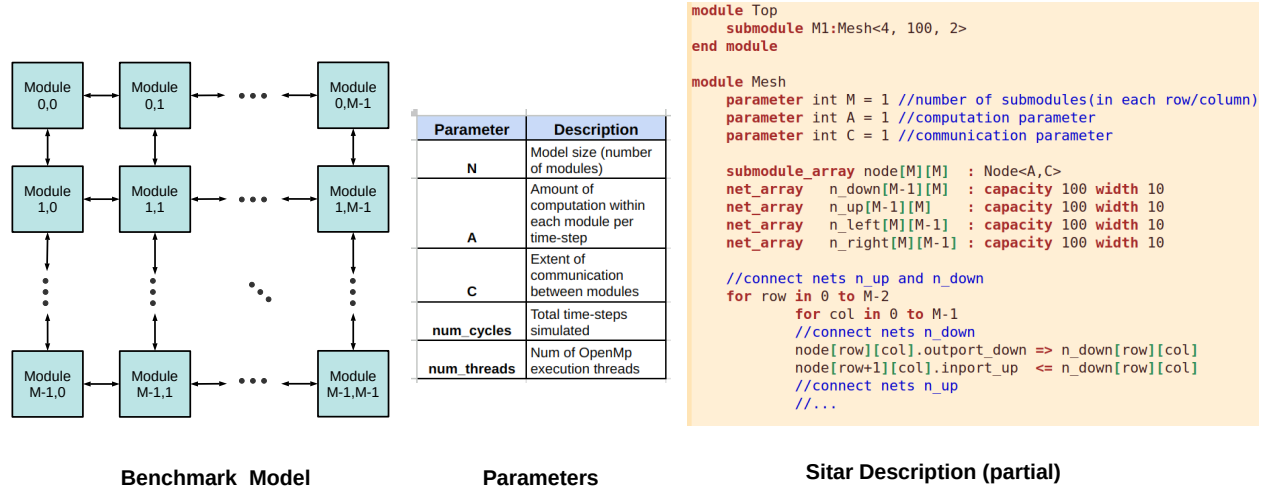 Module
0,0
Module
0,1
Module
0,M-1
Module
1,0
Module
1,1
Module
1,M-1
Module
M-1,0
Module
M-1,1
Module
M-1,M-1
Benchmark Model
Parameter Description
N Model size (number
of modules)
A Amount of
computation within
each module per
time-step
C Extent of
communication
between modules
num_cycles Total time-steps
simulated
num_threads Num of OpenMp
execution threads
Parameters
module Top
submodule M1:Mesh<4, 100, 2>
end module
module Mesh
parameter int M = 1 //number of submodules(in each row/column)
parameter int A = 1 //computation parameter
parameter int C = 1 //communication parameter
submodule_array node[M][M] : Node<A,C>
net_array n_down[M-1][M] : capacity 100 width 10
net_array n_up[M-1][M] : capacity 100 width 10
net_array n_left[M][M-1] : capacity 100 width 10
net_array n_right[M][M-1] : capacity 100 width 10
//connect nets n_up and n_down
for row in 0 to M-2
for col in 0 to M-1
//connect nets n_down
node[row][col].outport_down => n_down[row][col]
node[row+1][col].inport_up <= n_down[row][col]
//connect nets n_up
//...
Sitar Description (partial)